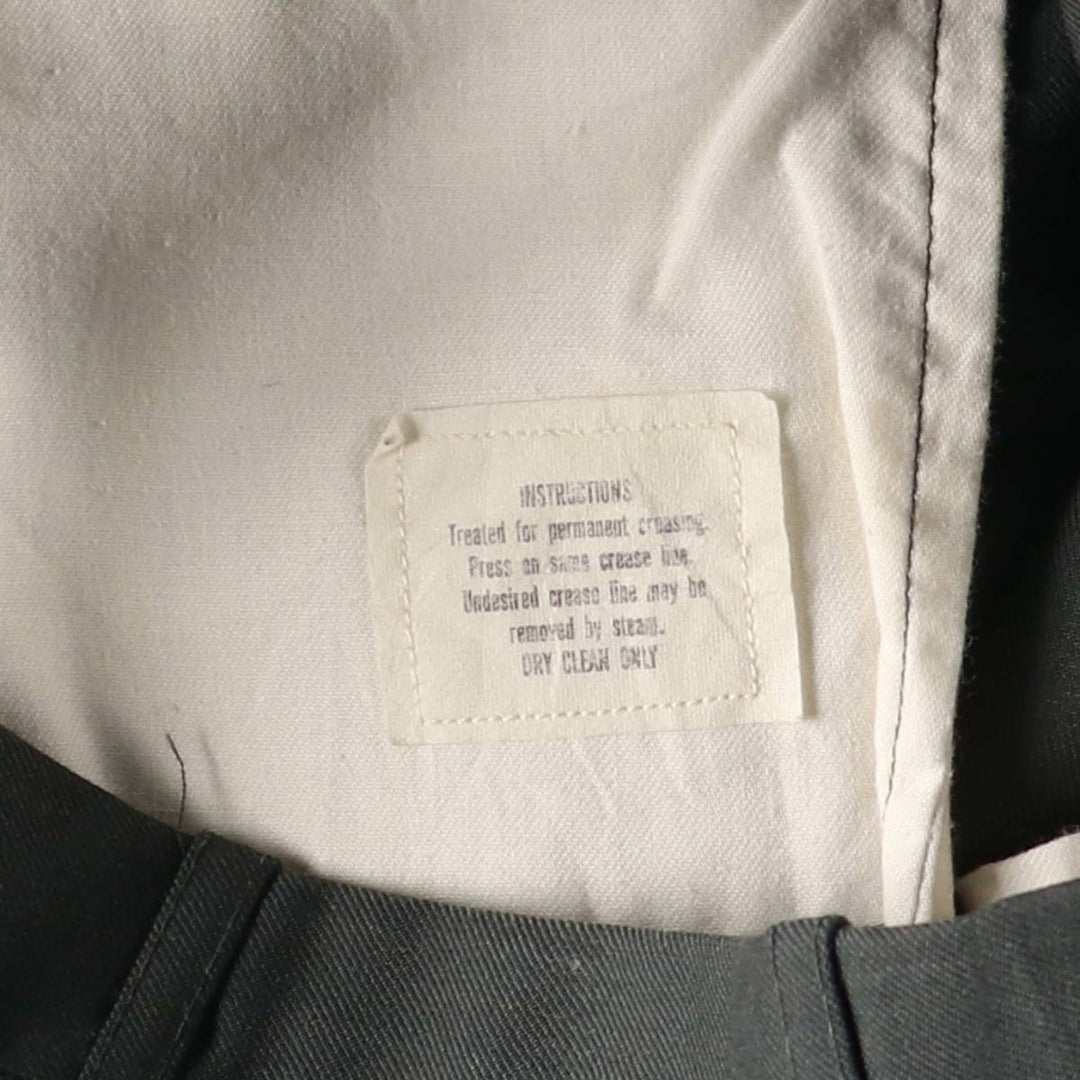 INSTRUCTIONS
Treated for permanent creasing.
Press on same crease line.
Undesired crease line may be
removed by steam.
DRY CLEAN ONLY